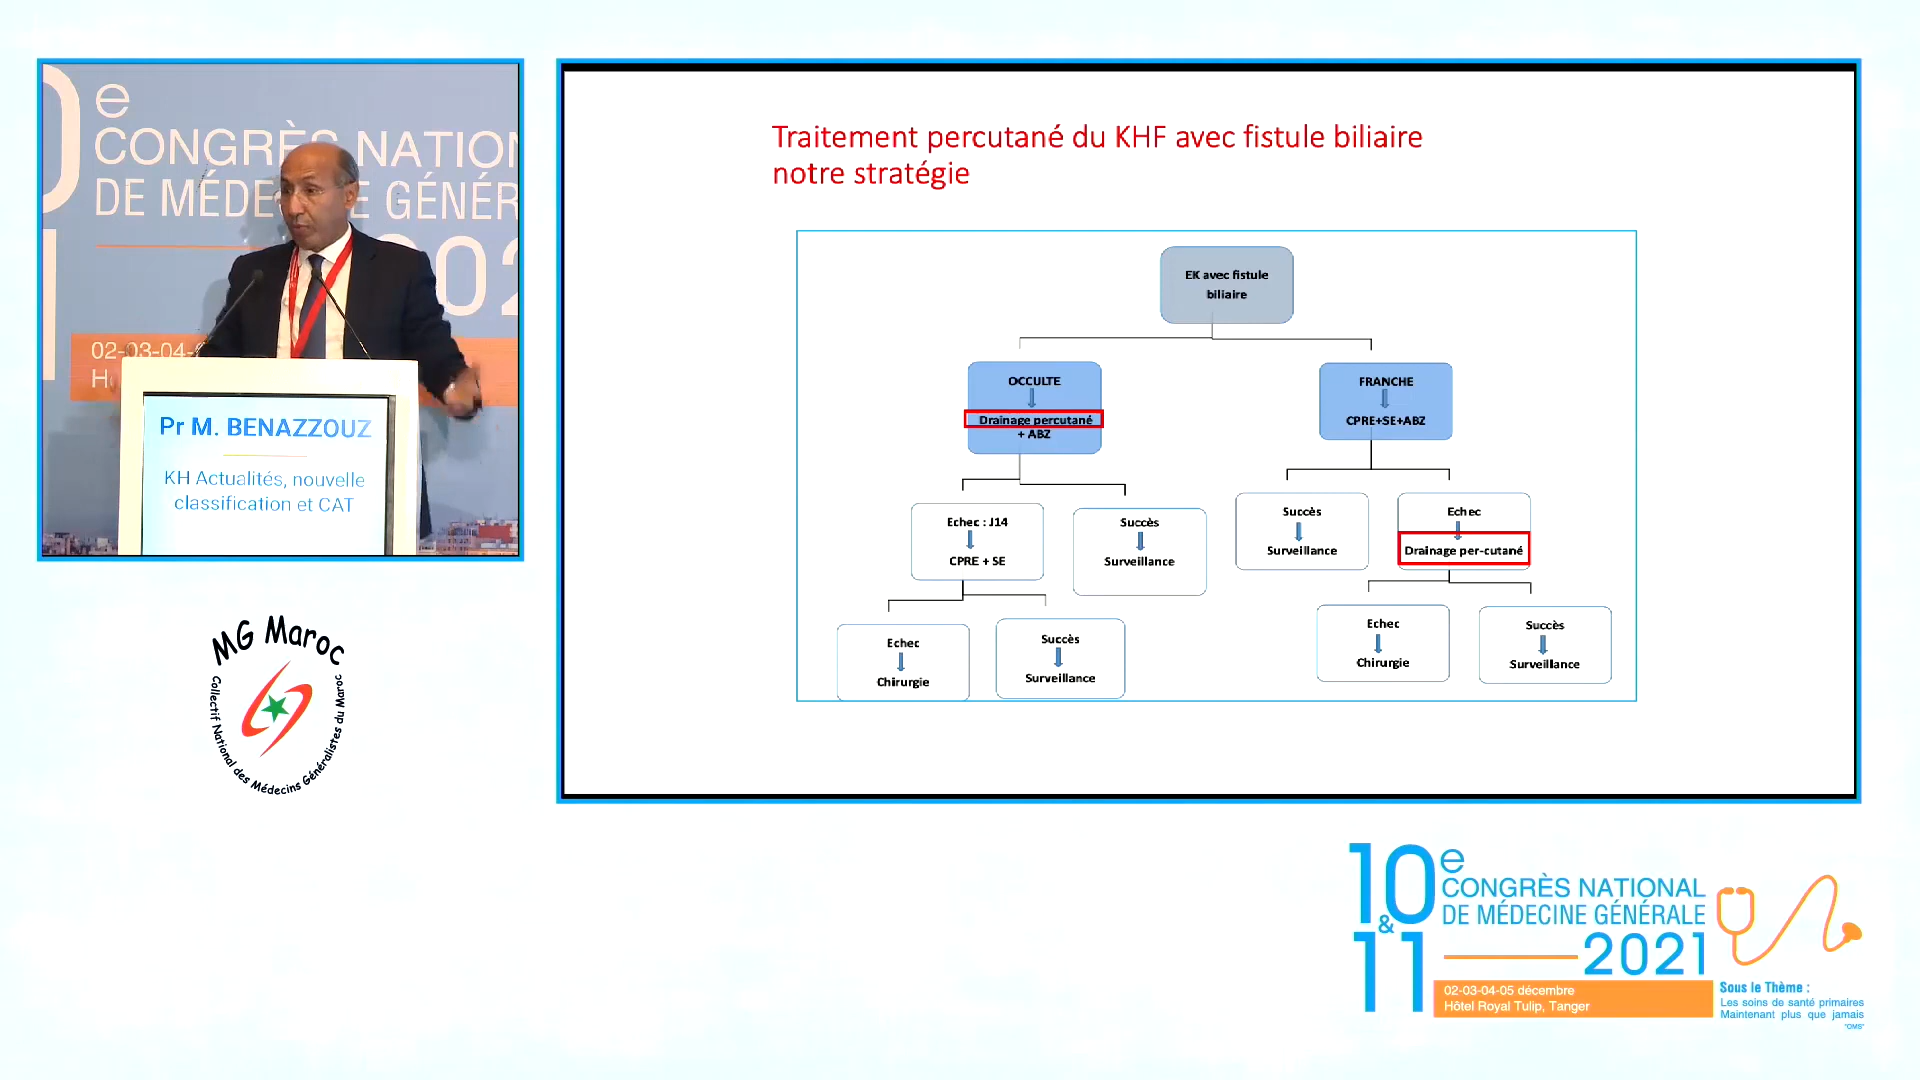 e
CONGRÈS NATION
DE MÉDE E GÉNÉR
02-03-04-
Pr M. BENAZZOUZ
KH Actualités, nouvelle
classification et CAT
MG Maroc
Collectif National des Médecins Généralistes du Maroc
Traitement percutané du KHF avec fistule biliaire
notre stratégie
EK avec fistule
biliaire
OCCULTE
Drainage percutané
+ ABZ
FRANCHE
CPRE+SE+ABZ
Echec : J14
CPRE + SE
Succès
Surveillance
Succès
Surveillance
Echec
Drainage per-cutané
Echec
Chirurgie
Succès
Surveillance
Echec
Chirurgie
Succès
Surveillance
10e
&
11
CONGRÈS NATIONAL
DE MÉDECINE GÉNÉRALE
2021
02-03-04-05 décembre
Hôtel Royal Tulip, Tanger
Sous le Thème :
Les soins de santé primaires
Maintenant plus que jamais
"OMS"